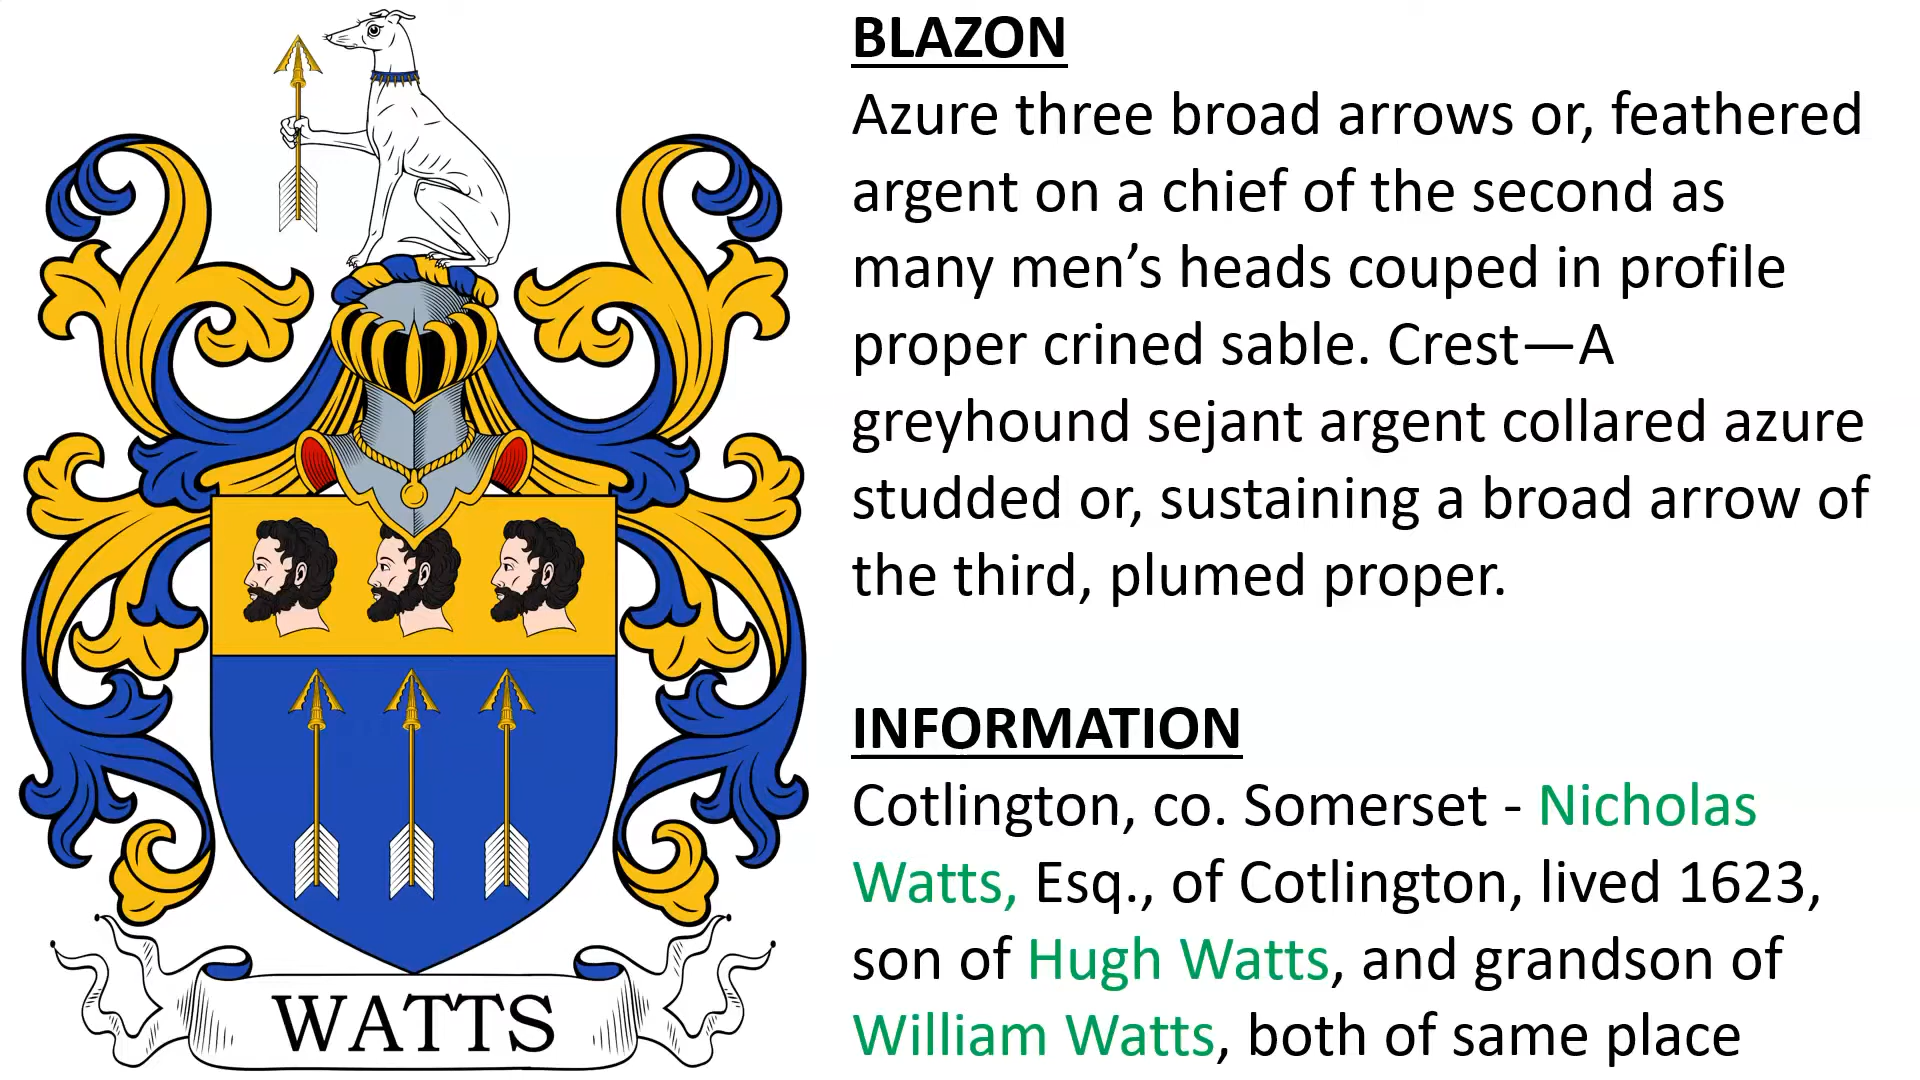 WATTS
BLAZON
Azure three broad arrows or, feathered
argent on a chief of the second as
many men’s heads couped in profile
proper crined sable. Crest—A
greyhound sejant argent collared azure
studded or, sustaining a broad arrow of
the third, plumed proper.
INFORMATION
Cotlington, co. Somerset - Nicholas
Watts, Esq., of Cotlington, lived 1623,
son of Hugh Watts, and grandson of
William Watts, both of same place